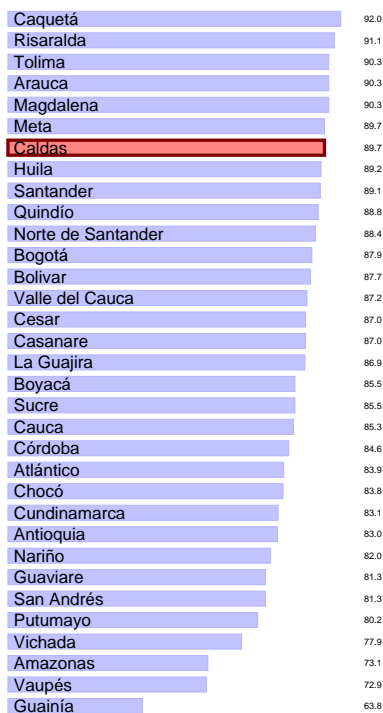 Caquetá 92.0
Risaralda 91.1
Tolima 90.3
Arauca 90.3
Magdalena 90.3
Meta 89.7
Caldas 89.7
Huila 89.2
Santander 89.1
Quindío 88.8
Norte de Santander 88.4
Bogotá 87.9
Bolivar 87.7
Valle del Cauca 87.2
Cesar 87.0
Casanare 87.0
La Guajira 86.9
Boyacá 85.5
Sucre 85.5
Cauca 85.3
Córdoba 84.6
Atlántico 83.9
Chocó 83.8
Cundinamarca 83.1
Antioquia 83.0
Nariño 82.0
Guaviare 81.3
San Andrés 81.3
Putumayo 80.2
Vichada 77.9
Amazonas 73.1
Vaupés 72.9
Guainía 63.8